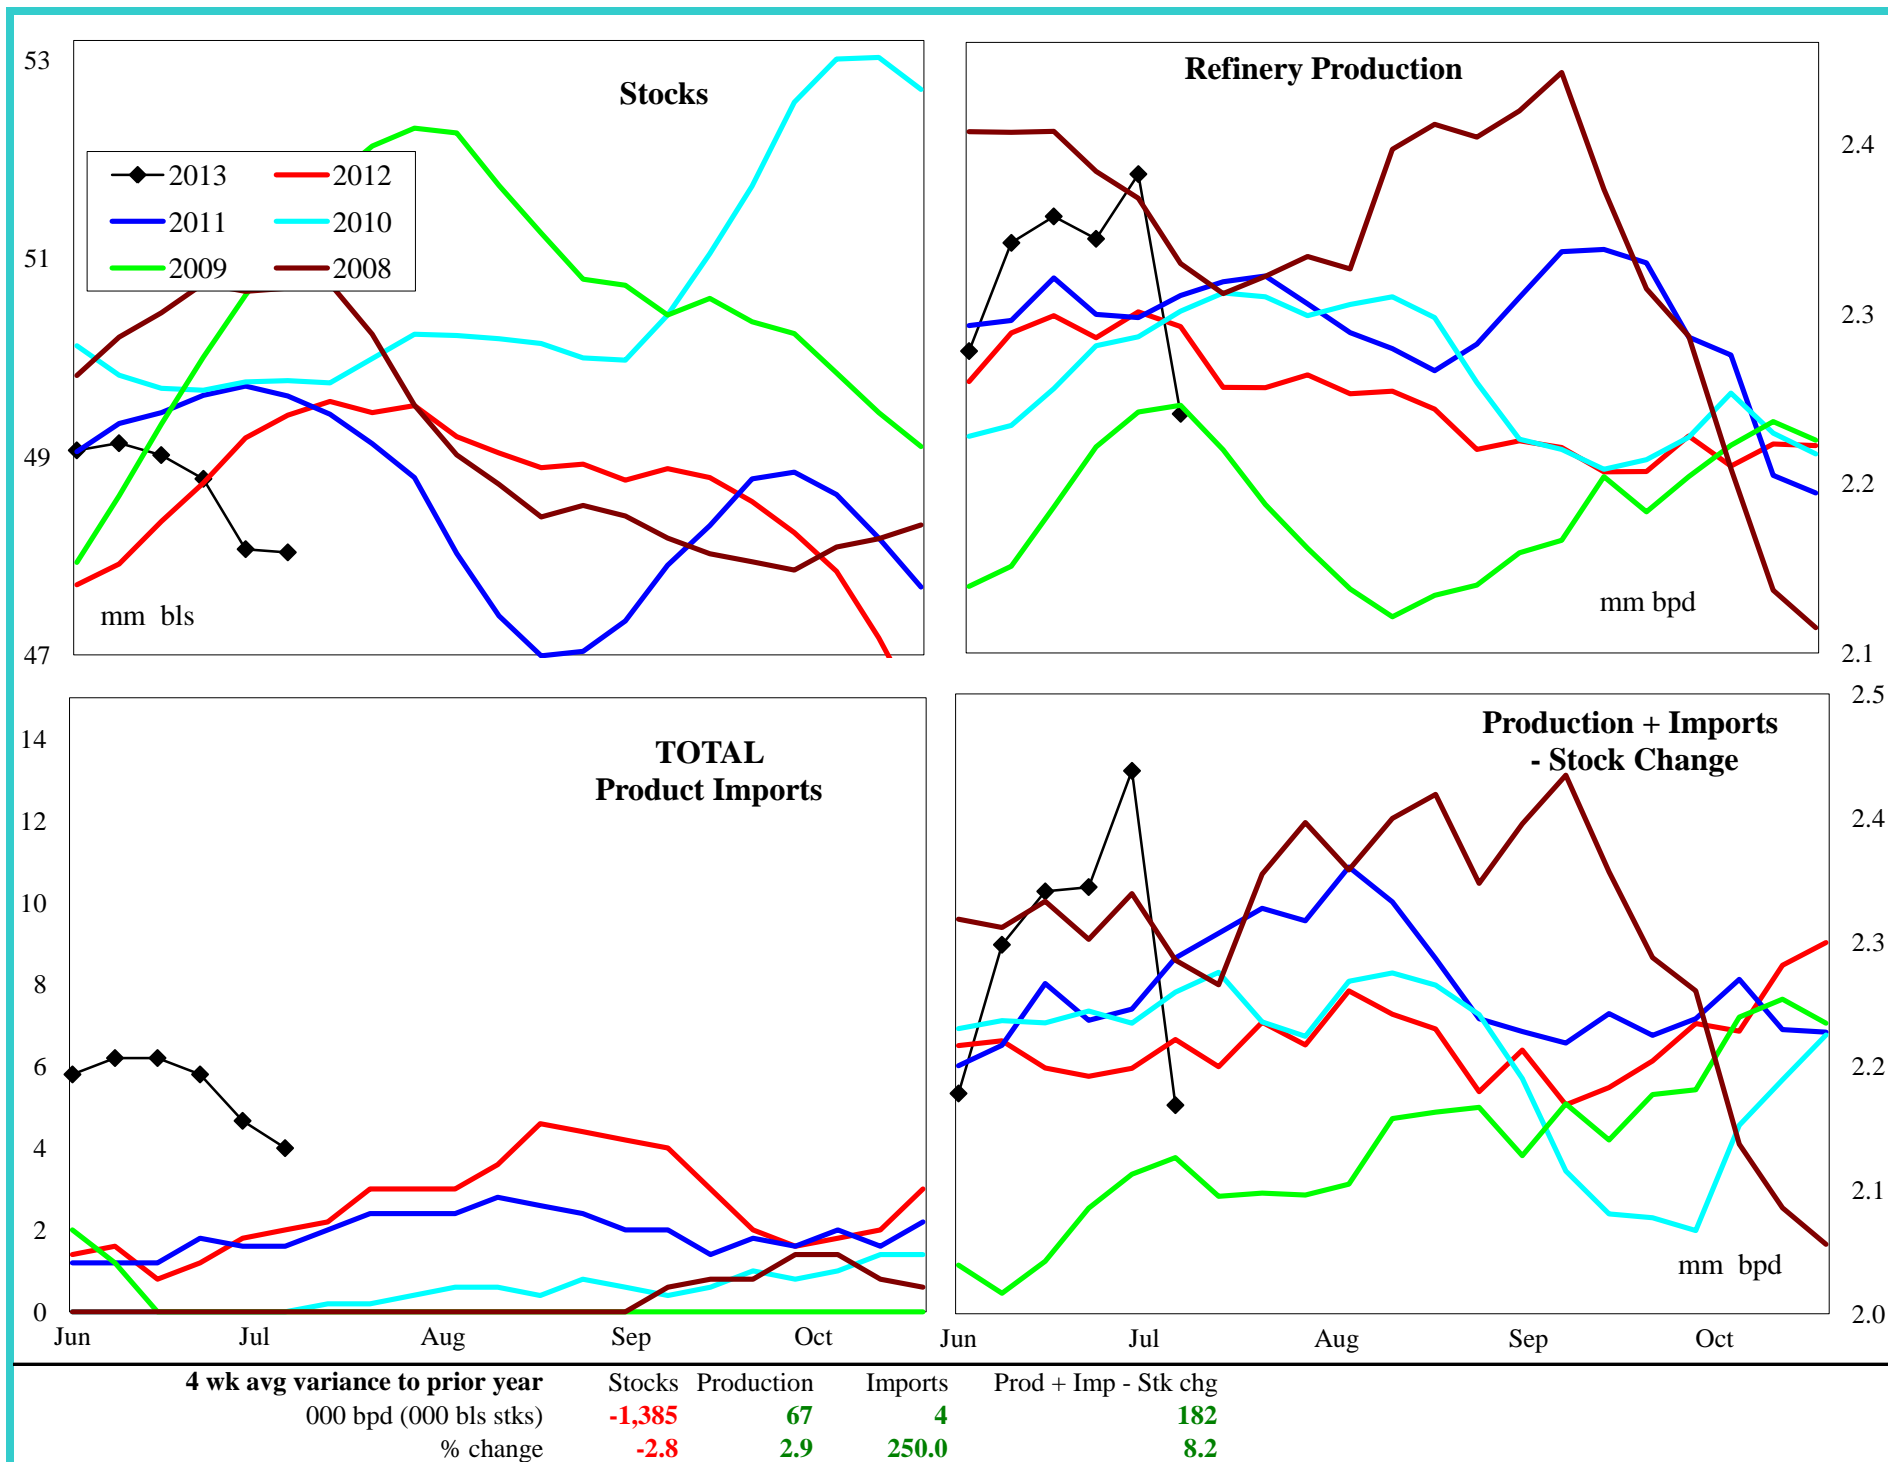 Stocks
53
51
49
47
2013 2012
2011 2010
2009 2008
mm bls
Refinery Production
2.4
2.3
2.2
2.1
mm bpd
TOTAL
Product Imports
14
12
10
8
6
4
2
0
Jun Jul Aug Sep Oct
Production + Imports
- Stock Change
2.5
2.4
2.3
2.2
2.1
2.0
mm bpd
Jun Jul Aug Sep Oct
4 wk avg variance to prior year Stocks Production Imports Prod + Imp - Stk chg
000 bpd (000 bls stks) -1,385 67 4 182
% change -2.8 2.9 250.0 8.2